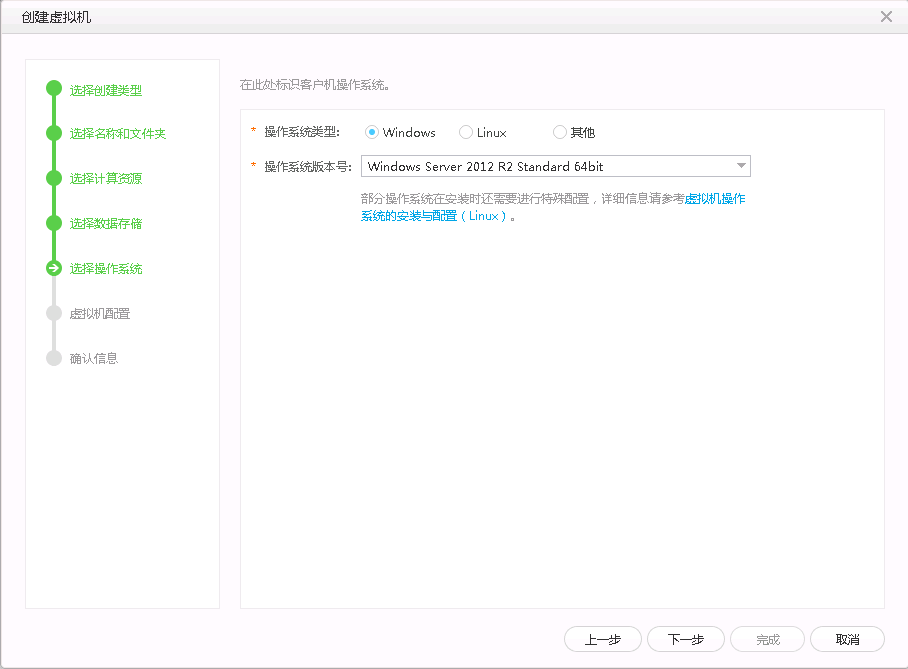 创建虚拟机
选择创建类型
选择名称和文件夹
选择计算资源
选择数据存储
选择操作系统
虚拟机配置
确认信息
在此处标识客户机操作系统。
* 操作系统类型: Windows Linux 其他
* 操作系统版本号: Windows Server 2012 R2 Standard 64bit
部分操作系统在安装时还需要进行特殊配置，详细信息请参考虚拟机操作
系统的安装与配置（Linux）。
上一步 下一步 完成 取消